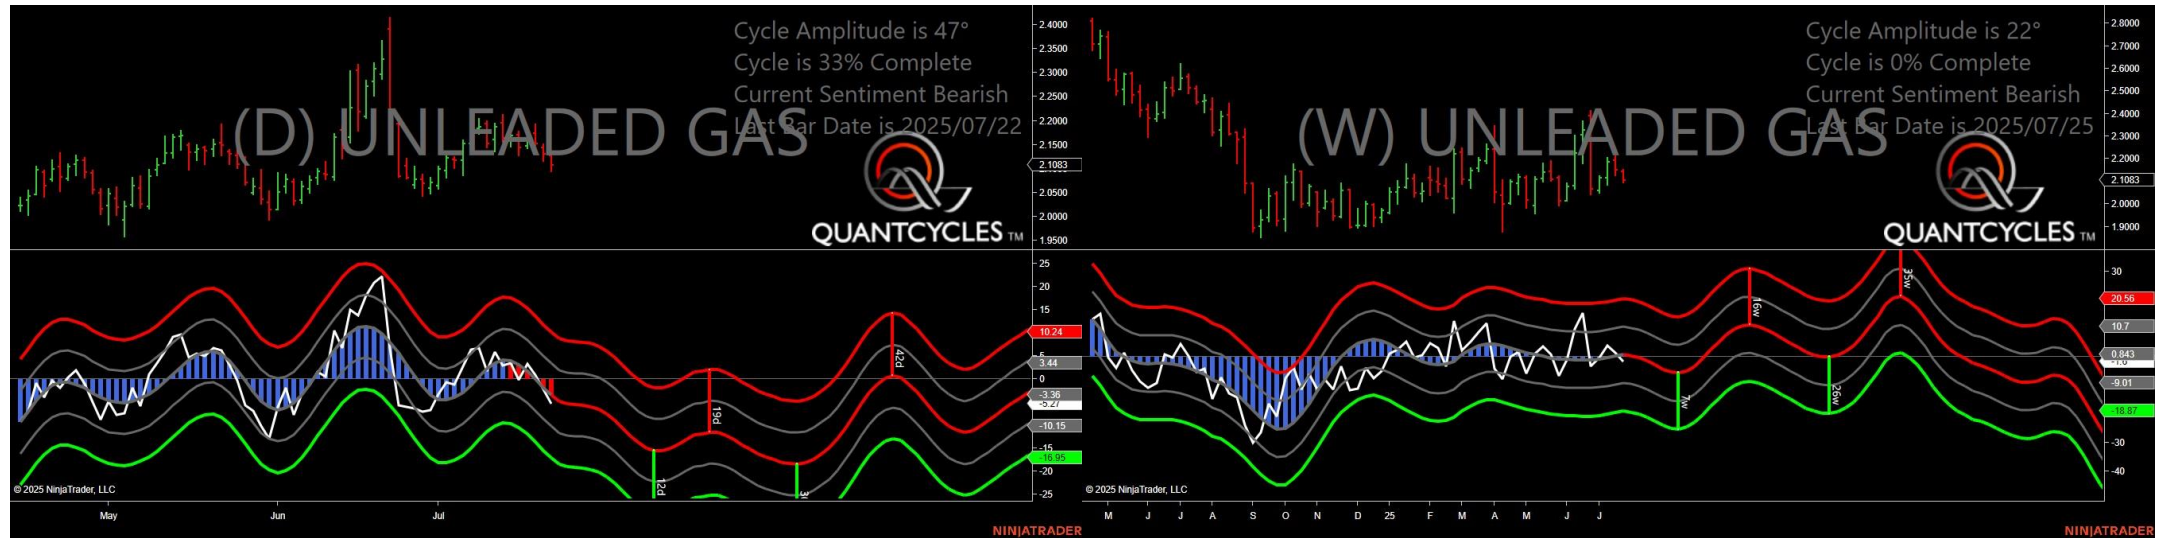 Cycle Amplitude is 47°
Cycle is 33% Complete
Current Sentiment Bearish
Last Bar Date is 2025/07/22
(D) UNLEADED GAS
QUANTCYCLES TM
2.4000
2.3500
2.3000
2.2500
2.2000
2.1500
2.1083
2.0500
2.0000
1.9500
25
20
15
10.24
5
3.44
0
-3.36
-5.27
-10.15
-15
-16.95
-20
-25
12d
19d
42d
© 2025 NinjaTrader, LLC
May Jun Jul
NINJATRADER
Cycle Amplitude is 22°
Cycle is 0% Complete
Current Sentiment Bearish
Last Bar Date is 2025/07/25
(W) UNLEADED GAS
QUANTCYCLES TM
2.8000
2.7000
2.6000
2.5000
2.4000
2.3000
2.2000
2.1083
2.0000
1.9000
30
20.56
10.7
0.843
-9.01
-18.87
-30
-40
7w
16w
26w
35w
© 2025 NinjaTrader, LLC
M J J A S O N D 25 F M A M J J
NINJATRADER